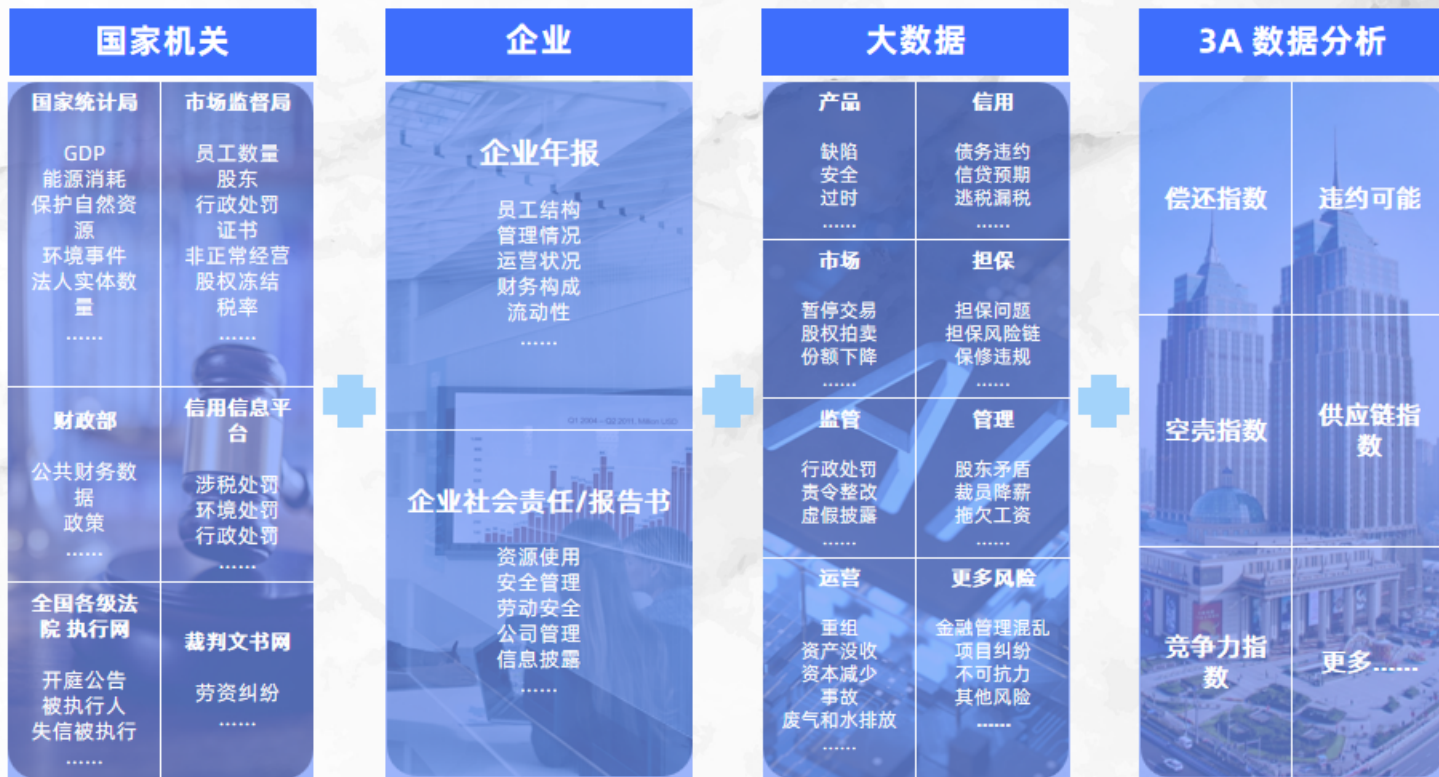 国家机关
国家统计局
GDP
能源消耗
保护自然资
源
环境事件
法人实体数
量
......
市场监督局
员工数量
股东
行政处罚
证书
非正常经营
股权冻结
税率
......
财政部
公共财务数
据
政策
......
信用信息平
台
涉税处罚
环境处罚
行政处罚
......
全国各级法
院 执行网
开庭公告
被执行人
失信被执行
......
裁判文书网
劳资纠纷
......
企业
企业年报
员工结构
管理情况
运营状况
财务构成
流动性
......
Q1 2004 – Q2 2011, Million USD
企业社会责任/报告书
资源使用
安全管理
劳动安全
公司管理
信息披露
......
大数据
产品
缺陷
安全
过时
......
信用
债务违约
信贷预期
逃税漏税
......
市场
暂停交易
股权拍卖
份额下降
......
担保
担保问题
担保风险链
保修违规
......
监管
行政处罚
责令整改
虚假披露
......
管理
股东矛盾
裁员降薪
拖欠工资
......
运营
重组
资产没收
资本减少
事故
废气和水排放
......
更多风险
金融管理混乱
项目纠纷
不可抗力
其他风险
......
AI
3A 数据分析
偿还指数
违约可能
空壳指数
供应链指
数
竞争力指
数
更多......